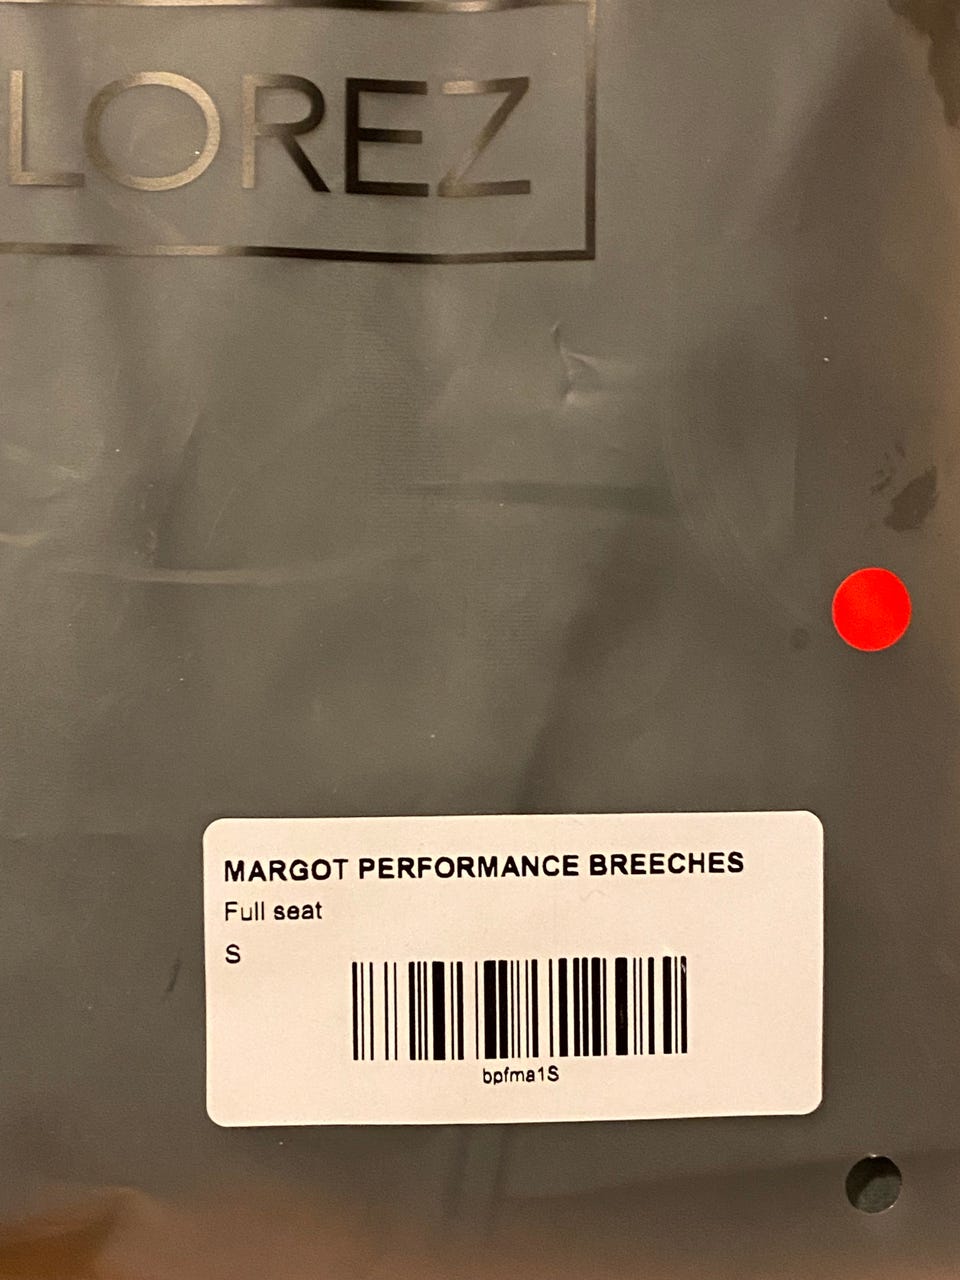 LOREZ
MARGOT PERFORMANCE BREECHES
Full seat
S
bpfma1S